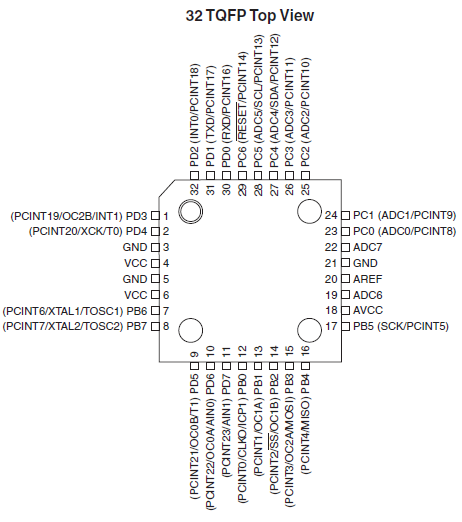 32 TQFP Top View
PD2 (INT0/PCINT18)
PD1 (TXD/PCINT17)
PD0 (RXD/PCINT16)
PC6 (RESET/PCINT14)
PC5 (ADC5/SCL/PCINT13)
PC4 (ADC4/SDA/PCINT12)
PC3 (ADC3/PCINT11)
PC2 (ADC2/PCINT10)
32
31
30
29
28
27
26
25
(PCINT19/OC2B/INT1) PD3 1
(PCINT20/XCK/T0) PD4 2
GND 3
VCC 4
GND 5
VCC 6
(PCINT6/XTAL1/TOSC1) PB6 7
(PCINT7/XTAL2/TOSC2) PB7 8
24 PC1 (ADC1/PCINT9)
23 PC0 (ADC0/PCINT8)
22 ADC7
21 GND
20 AREF
19 ADC6
18 AVCC
17 PB5 (SCK/PCINT5)
9
10
11
12
13
14
15
16
(PCINT21/OC0B/T1) PD5
(PCINT22/OC0A/AIN0) PD6
(PCINT23/AIN1) PD7
(PCINT0/CLKO/ICP1) PB0
(PCINT1/OC1A) PB1
(PCINT2/SS/OC1B) PB2
(PCINT3/OC2A/MOSI) PB3
(PCINT4/MISO) PB4